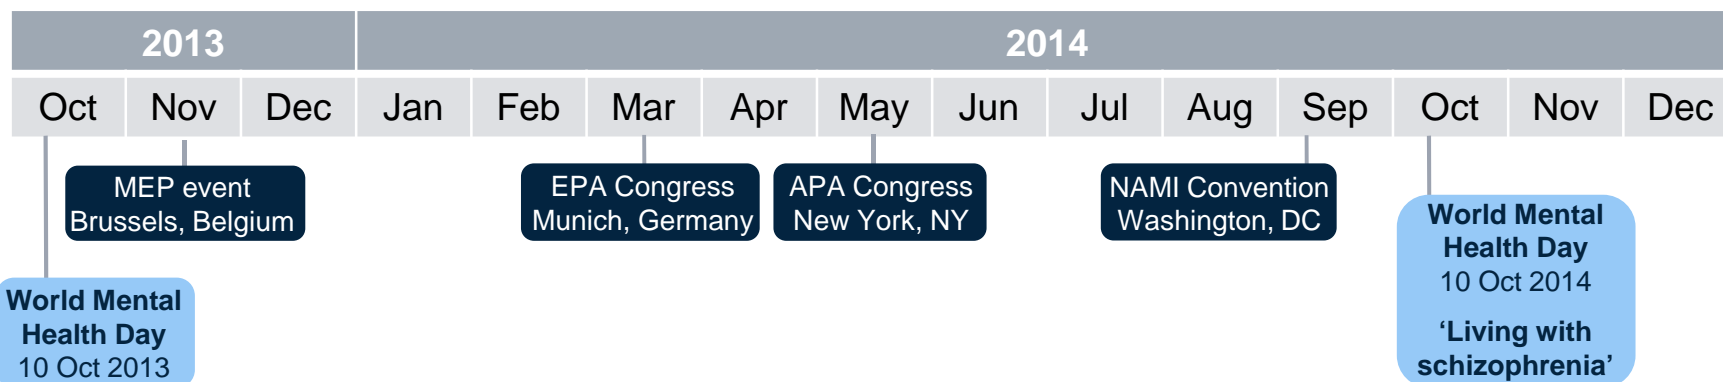 2013 2014
Oct Nov Dec Jan Feb Mar Apr May Jun Jul Aug Sep Oct Nov Dec
MEP event
Brussels, Belgium
EPA Congress
Munich, Germany
APA Congress
New York, NY
NAMI Convention
Washington, DC
World Mental
Health Day
10 Oct 2014
‘Living with
schizophrenia’
World Mental
Health Day
10 Oct 2013